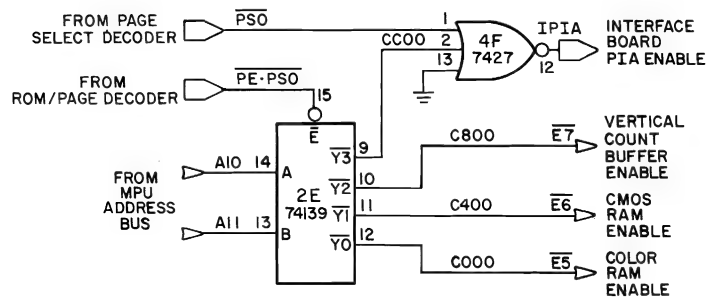 FROM PAGE
SELECT DECODER
PS0
1
CC00
2
13
4F
7427
IPIA
12
INTERFACE
BOARD
PIA ENABLE
FROM
ROM/PAGE DECODER
PE·PS0
15
E
FROM
MPU
ADDRESS
BUS
A10 14
A
A11 13
B
2E
74139
Y3
9
Y2
10
Y1
11
Y0
12
C800
E7
VERTICAL
COUNT
BUFFER
ENABLE
C400
E6
CMOS
RAM
ENABLE
C000
E5
COLOR
RAM
ENABLE